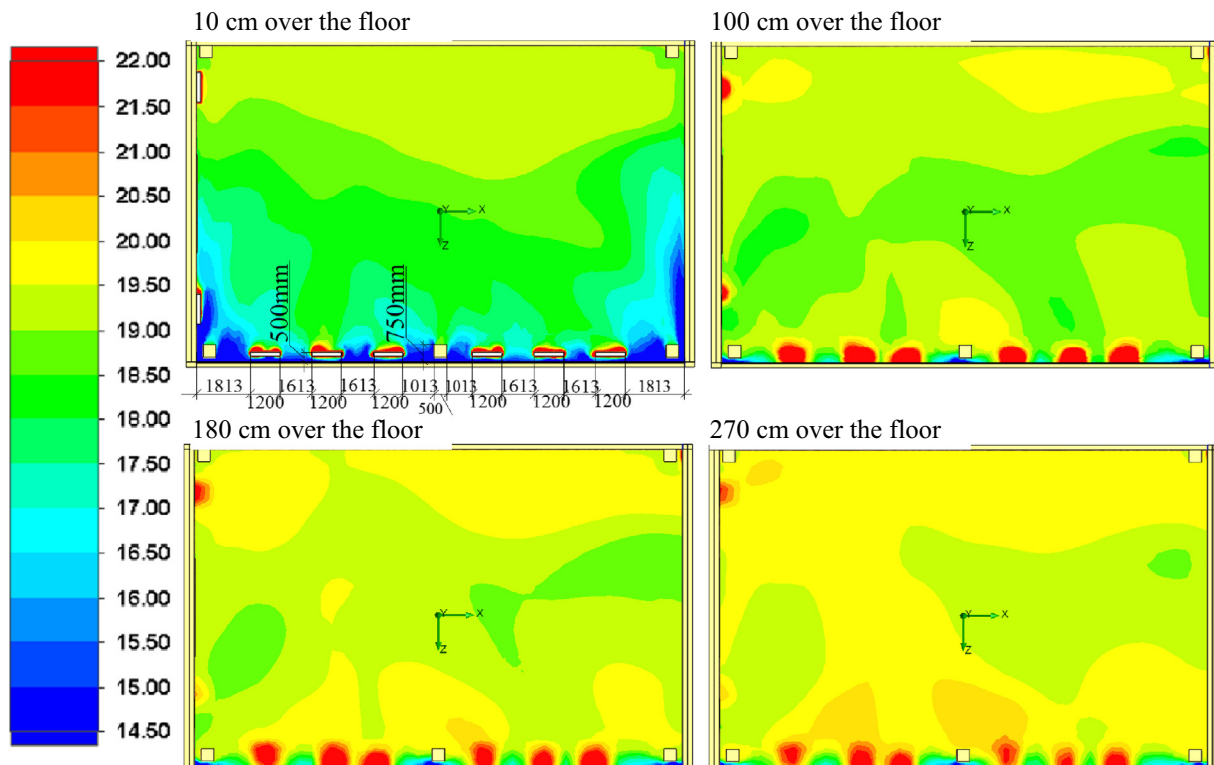 10 cm over the floor
100 cm over the floor
22.00
21.50
21.00
20.50
20.00
19.50
19.00
18.50
18.00
17.50
17.00
16.50
16.00
15.50
15.00
14.50
Y X
Z
500mm
750mm
1813 1613 1613 1013 1013 1613 1613 1813
1200 1200 1200 500 1200 1200 1200
Y X
Z
180 cm over the floor
270 cm over the floor
Y X
Z
Y X
Z